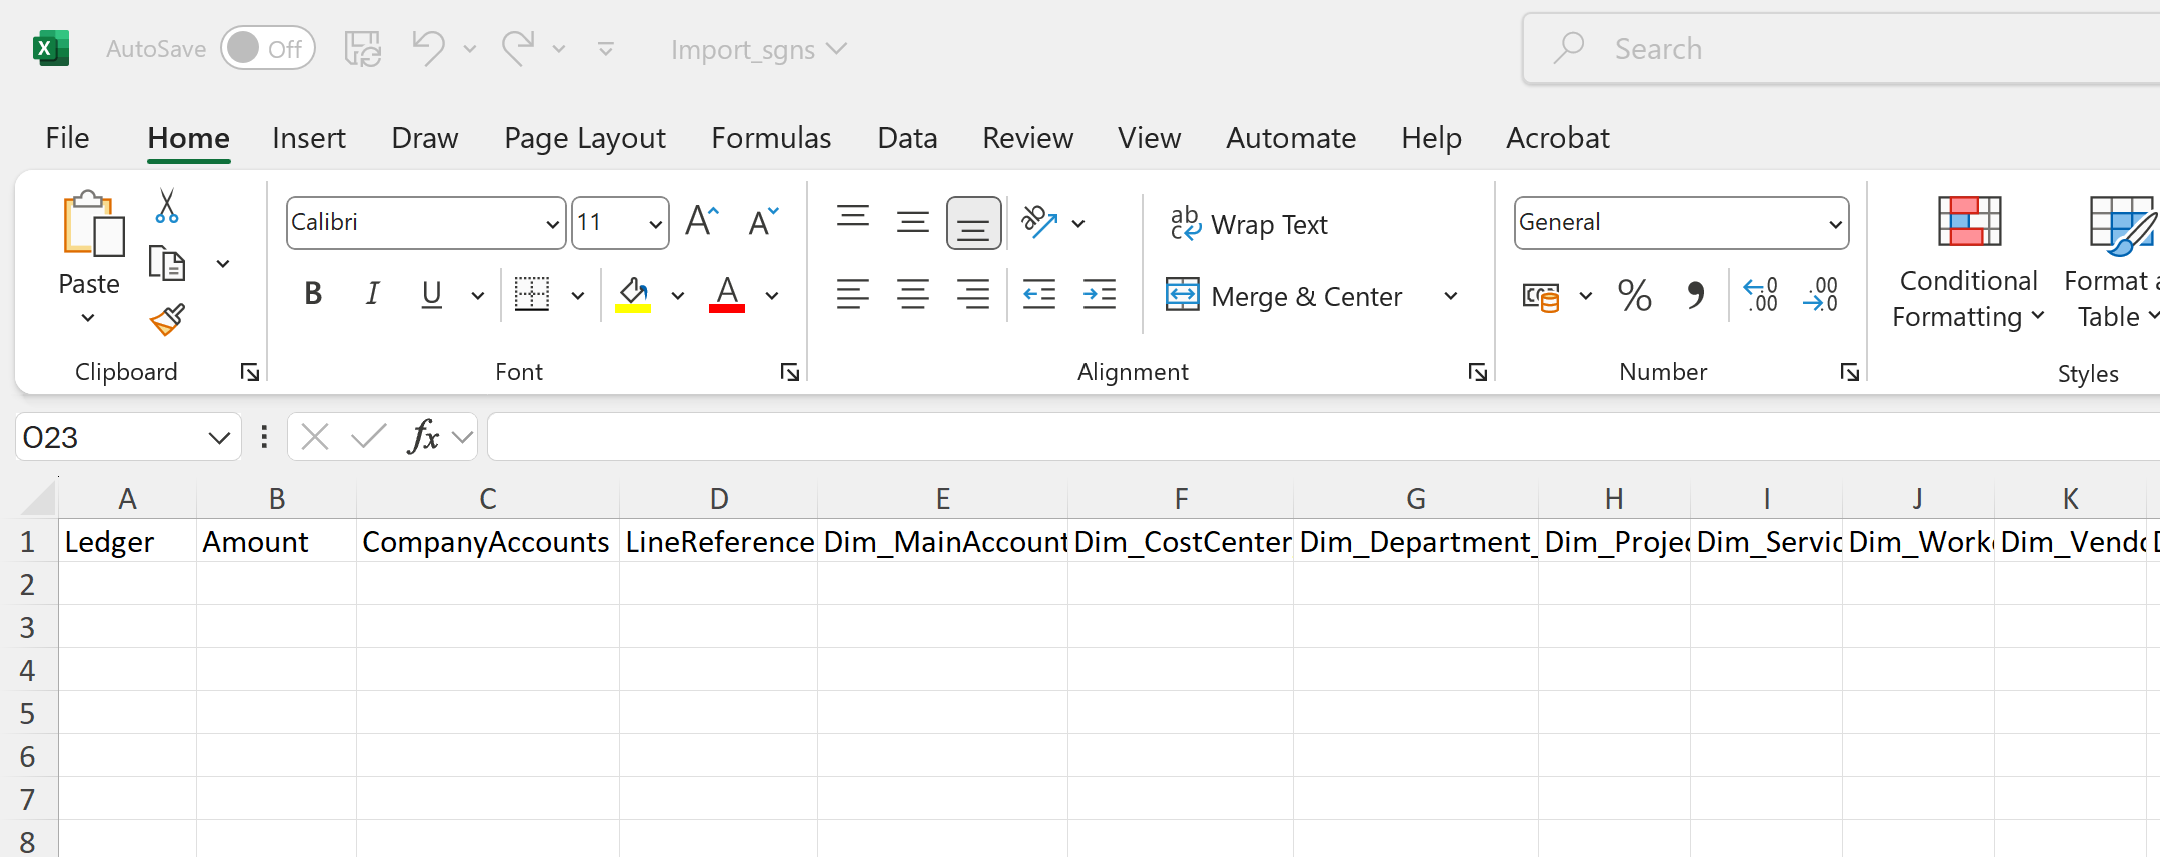 AutoSave Off Import_sgns Search
File Home Insert Draw Page Layout Formulas Data Review View Automate Help Acrobat
Calibri 11 Wrap Text General
Paste B I U A Merge & Center % Conditional Formatting Format a Table
Clipboard Font Alignment Number Styles
O23 fx
A B C D E F G H I J K
1 Ledger Amount CompanyAccounts LineReference Dim_MainAccount Dim_CostCenter Dim_Department_ Dim_Projec Dim_Servic Dim_Work Dim_Vend
2
3
4
5
6
7
8